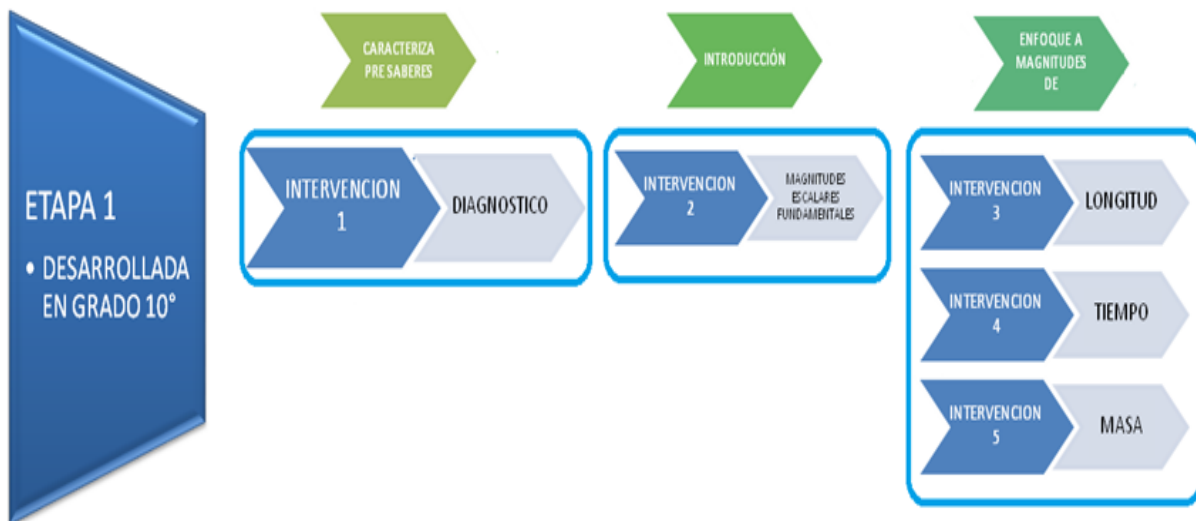 ETAPA 1
• DESARROLLADA
EN GRADO 10°
CARACTERIZA
PRE SABERES
INTERVENCION
1
DIAGNOSTICO
INTRODUCCIÓN
INTERVENCION
2
MAGNITUDES
ESCALARES
FUNDAMENTALES
ENFOQUE A
MAGNITUDES
DE
INTERVENCION
3
LONGITUD
INTERVENCION
4
TIEMPO
INTERVENCION
5
MASA